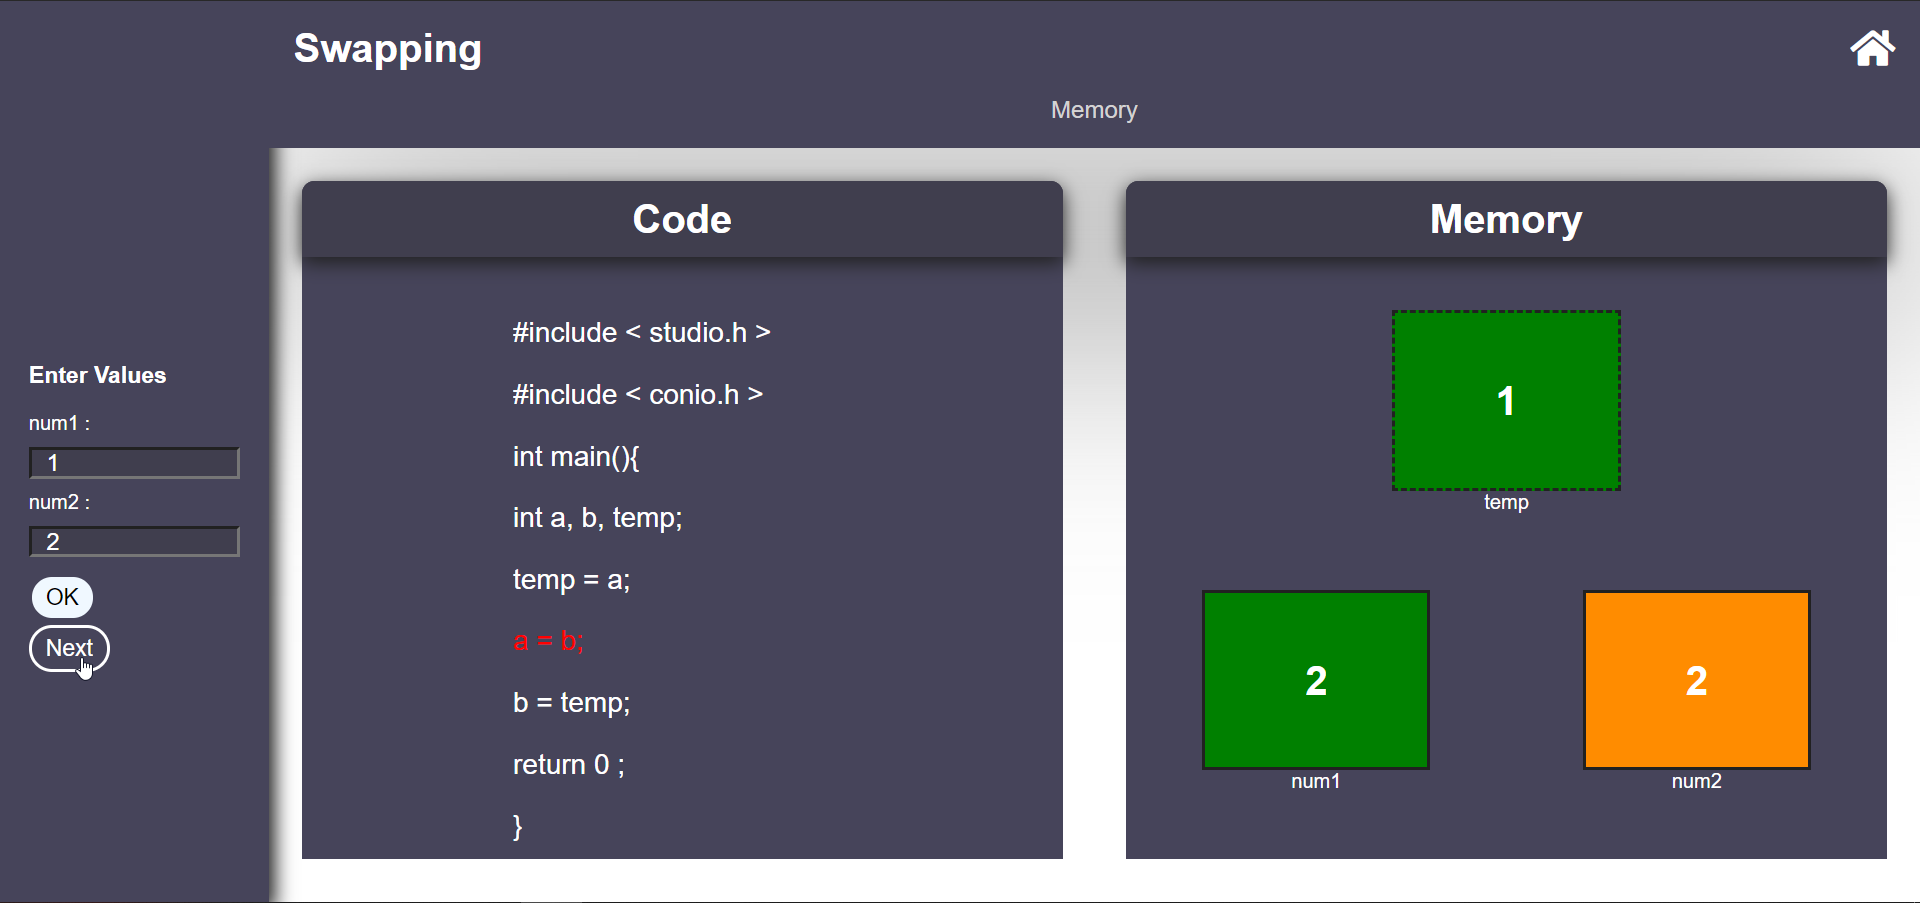 Swapping
Memory
Enter Values
num1 :
1
num2 :
2
OK
Next
Code
#include < studio.h >
#include < conio.h >
int main(){
int a, b, temp;
temp = a;
a = b;
b = temp;
return 0 ;
}
Memory
1
temp
2
num1
2
num2